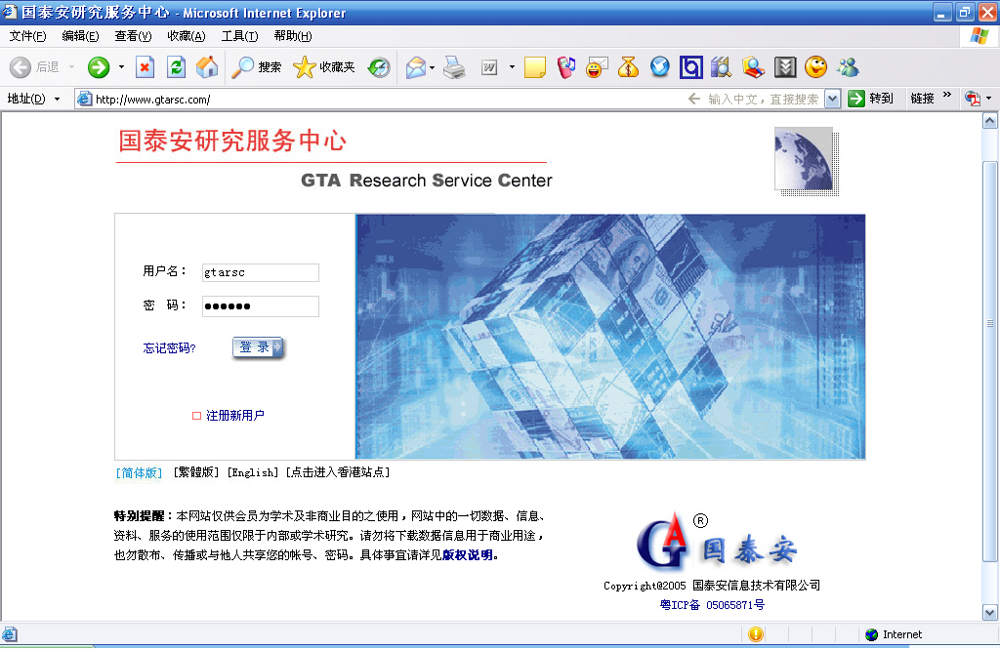 国泰安研究服务中心 - Microsoft Internet Explorer
文件(F) 编辑(E) 查看(V) 收藏(A) 工具(T) 帮助(H)
后退 搜索 收藏夹
地址(D) http://www.gtarsc.com/ 输入中文，直接搜索 转到 链接 »
国泰安研究服务中心
GTA Research Service Center
用户名： gtarsc
密 码： ●●●●●●
忘记密码? 登 录
注册新用户
[简体版] [繁體版] [English] [点击进入香港站点]
特别提醒：本网站仅供会员为学术及非商业目的之使用，网站中的一切数据、信息、
资料、服务的使用范围仅限于内部或学术研究。请勿将下载数据信息用于商业用途，
也勿散布、传播或与他人共享您的帐号、密码。具体事宜请详见版权说明。
GTA ® 国泰安
Copyright@2005 国泰安信息技术有限公司
粤ICP备 05065871号
Internet